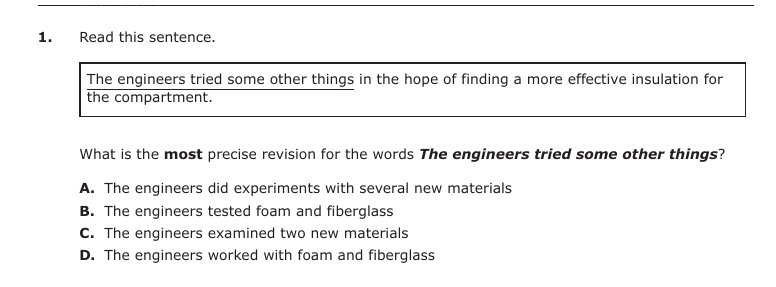 1. Read this sentence.
The engineers tried some other things in the hope of finding a more effective insulation for
the compartment.
What is the most precise revision for the words The engineers tried some other things?
A. The engineers did experiments with several new materials
B. The engineers tested foam and fiberglass
C. The engineers examined two new materials
D. The engineers worked with foam and fiberglass